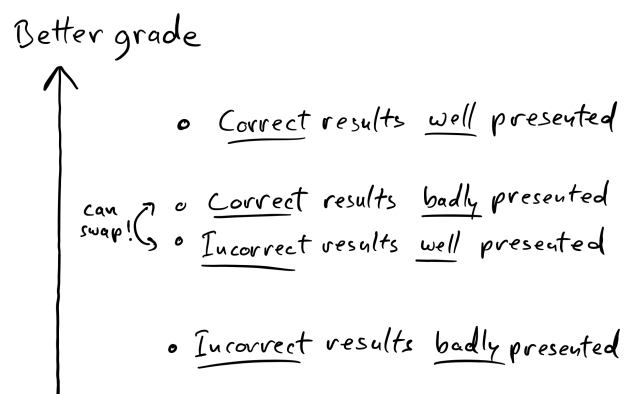 Better grade
• Correct results well presented
can
swap!
• Correct results badly presented
• Incorrect results well presented
• Incorrect results badly presented